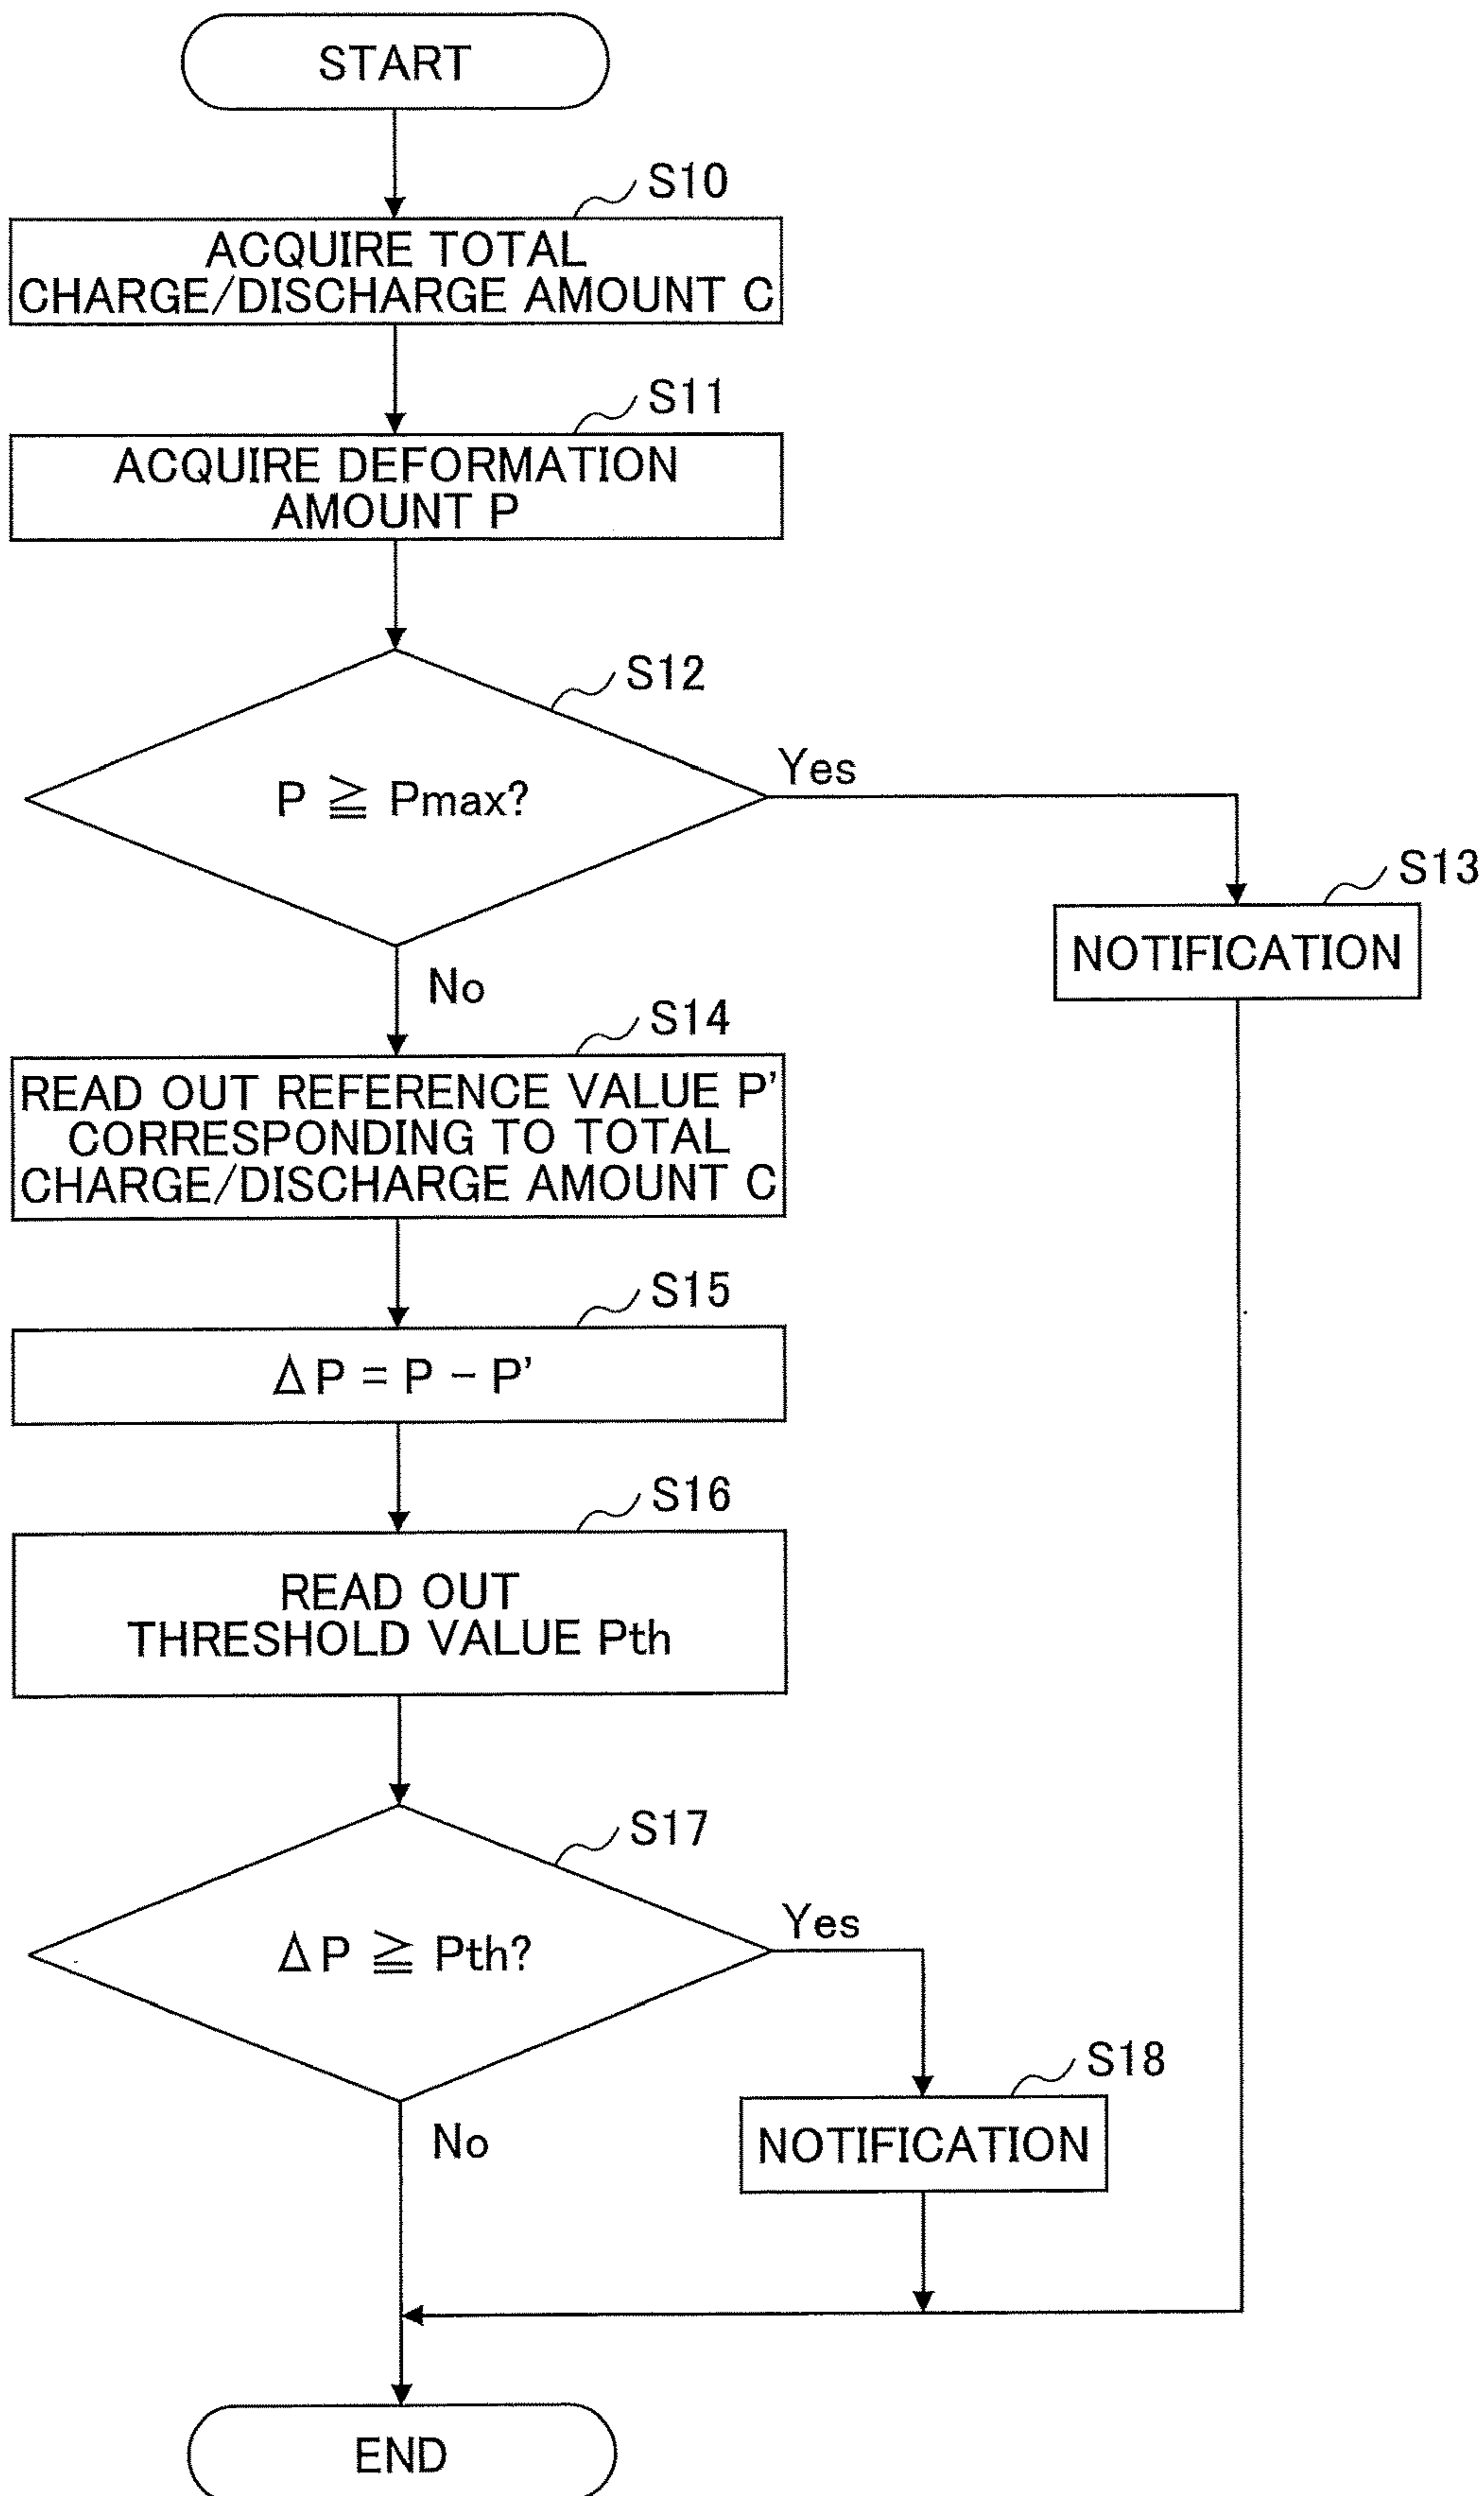 START
S10
ACQUIRE TOTAL
CHARGE/DISCHARGE AMOUNT C
S11
ACQUIRE DEFORMATION
AMOUNT P
S12
P ≧ Pmax?
Yes
S13
NOTIFICATION
No
S14
READ OUT REFERENCE VALUE P'
CORRESPONDING TO TOTAL
CHARGE/DISCHARGE AMOUNT C
S15
ΔP = P − P'
S16
READ OUT
THRESHOLD VALUE Pth
S17
ΔP ≧ Pth?
Yes
S18
NOTIFICATION
No
END